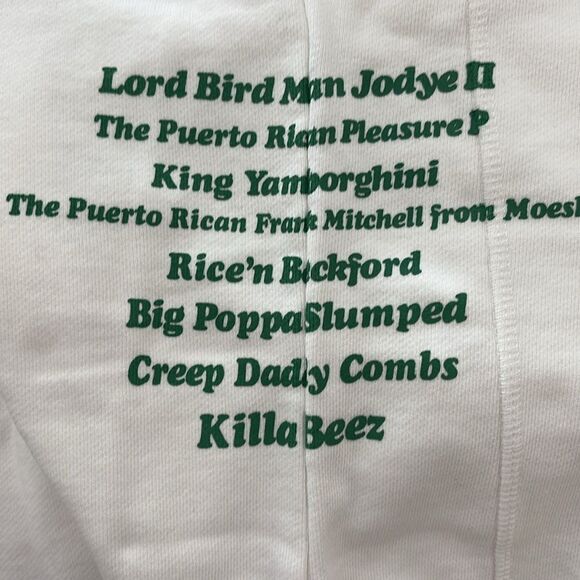 Lord Bird Man Jodye II
The Puerto Rican Pleasure P
King Yamborghini
The Puerto Rican Frank Mitchell from Moesh
Rice'n Beckford
Big Poppa Slumped
Creep Daddy Combs
Killa Beez